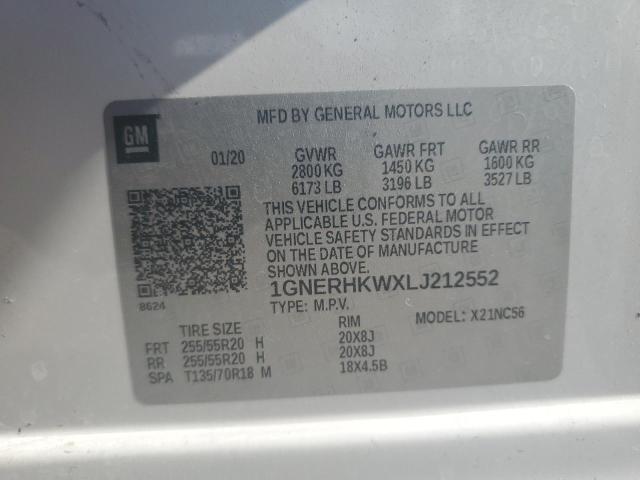 MFD BY GENERAL MOTORS LLC
GM
01/20 GVWR GAWR FRT GAWR RR
2800 KG 1450 KG 1600 KG
6173 LB 3196 LB 3527 LB
THIS VEHICLE CONFORMS TO ALL
APPLICABLE U.S. FEDERAL MOTOR
VEHICLE SAFETY STANDARDS IN EFFECT
ON THE DATE OF MANUFACTURE
SHOWN ABOVE.
1GNERHKWXLJ212552
8624
TYPE: M.P.V. MODEL: X21NC56
TIRE SIZE RIM
FRT 255/55R20 H 20X8J
RR 255/55R20 H 20X8J
SPA T135/70R18 M 18X4.5B